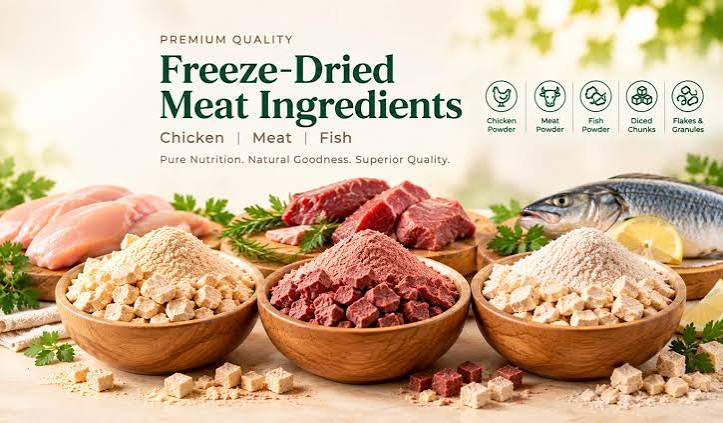 PREMIUM QUALITY
Freeze-Dried
Meat Ingredients
Chicken | Meat | Fish
Pure Nutrition. Natural Goodness. Superior Quality.
Chicken
Powder
Meat
Powder
Fish
Powder
Diced
Chunks
Flakes &
Granules